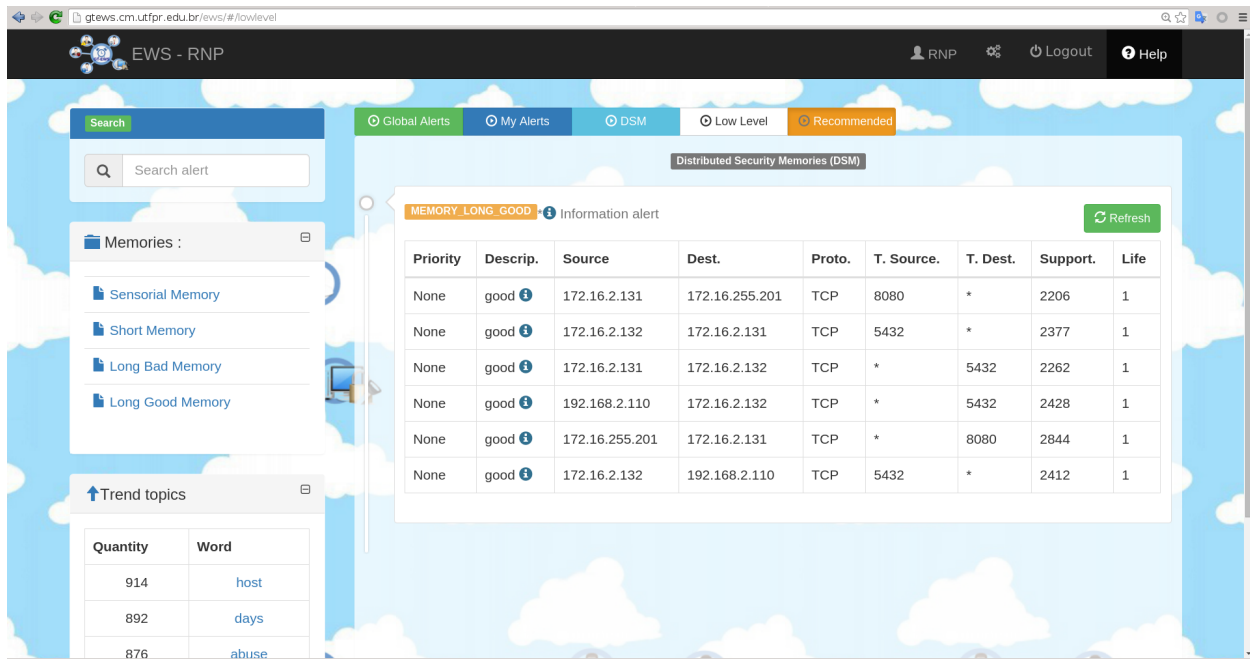 gtews.cm.utfpr.edu.br/ews/#/lowlevel
EWS - RNP RNP Logout Help
Search
Search alert
Memories :
Sensorial Memory
Short Memory
Long Bad Memory
Long Good Memory
Trend topics
Quantity Word
914 host
892 days
876 abuse
Global Alerts My Alerts DSM Low Level Recommended
Distributed Security Memories (DSM)
MEMORY_LONG_GOOD * Information alert Refresh
Priority Descrip. Source Dest. Proto. T. Source. T. Dest. Support. Life
None good 172.16.2.131 172.16.255.201 TCP 8080 * 2206 1
None good 172.16.2.132 172.16.2.131 TCP 5432 * 2377 1
None good 172.16.2.131 172.16.2.132 TCP * 5432 2262 1
None good 192.168.2.110 172.16.2.132 TCP * 5432 2428 1
None good 172.16.255.201 172.16.2.131 TCP * 8080 2844 1
None good 172.16.2.132 192.168.2.110 TCP 5432 * 2412 1